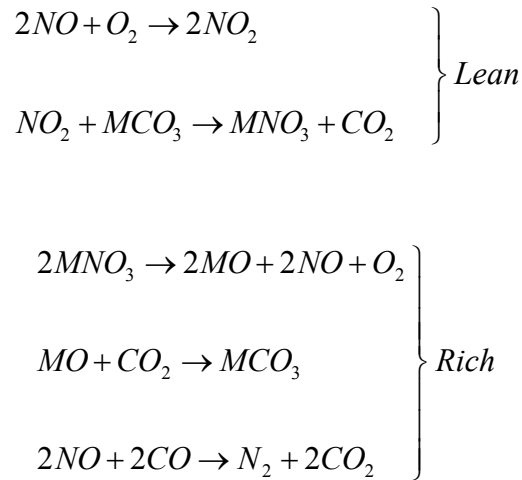 2NO + O₂ → 2NO₂
NO₂ + MCO₃ → MNO₃ + CO₂
Lean
2MNO₃ → 2MO + 2NO + O₂
MO + CO₂ → MCO₃
2NO + 2CO → N₂ + 2CO₂
Rich